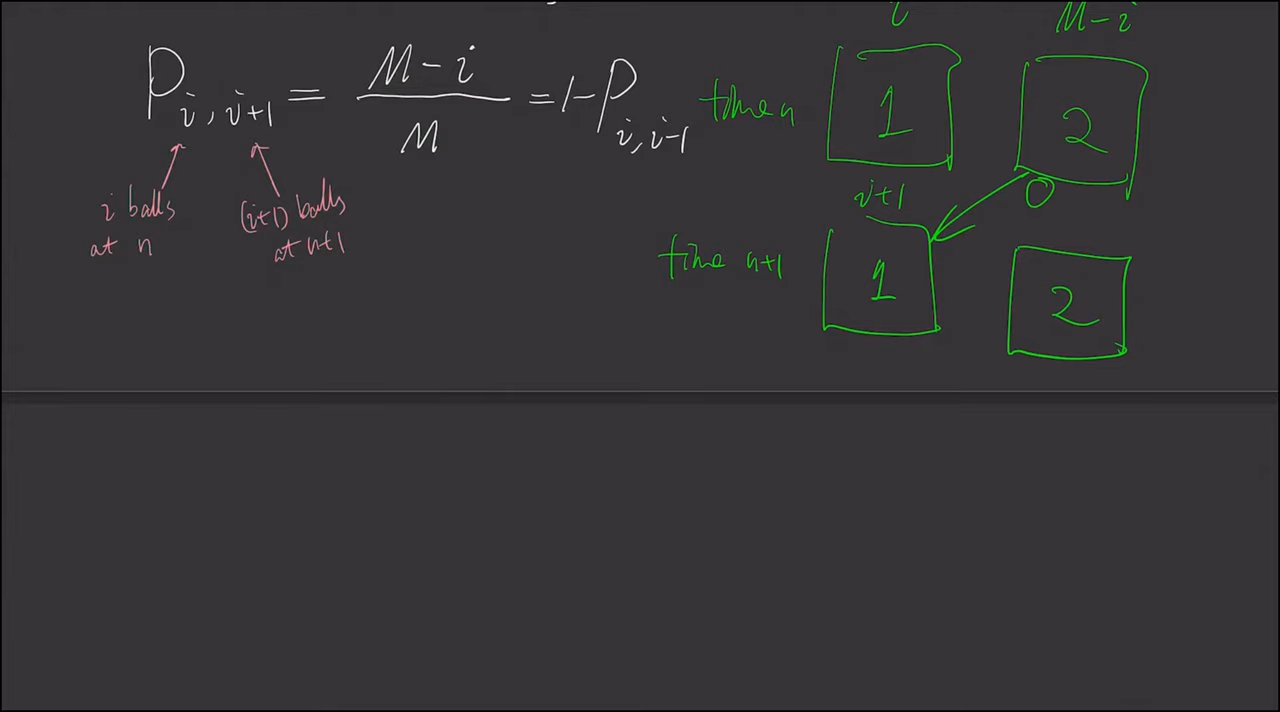 i M-i
P_{i, i+1} = \frac{M-i}{M} = 1 - P_{i, i-1}
i balls
at n
(i+1) balls
at n+1
time n
1
2
i+1
time n+1
1
2